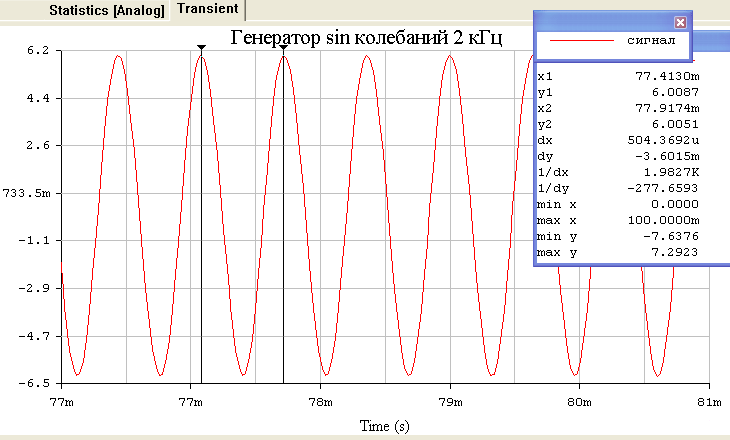 Statistics [Analog] Transient
Генератор sin колебаний 2 кГц
сигнал
6.2
4.4
2.6
733.5m
-1.1
-2.9
-4.7
-6.5
77m 77m 78m 79m 80m 81m
Time (s)
x1 77.4130m
y1 6.0087
x2 77.9174m
y2 6.0051
dx 504.3692u
dy -3.6015m
1/dx 1.9827K
1/dy -277.6593
min x 0.0000
max x 100.0000m
min y -7.6376
max y 7.2923